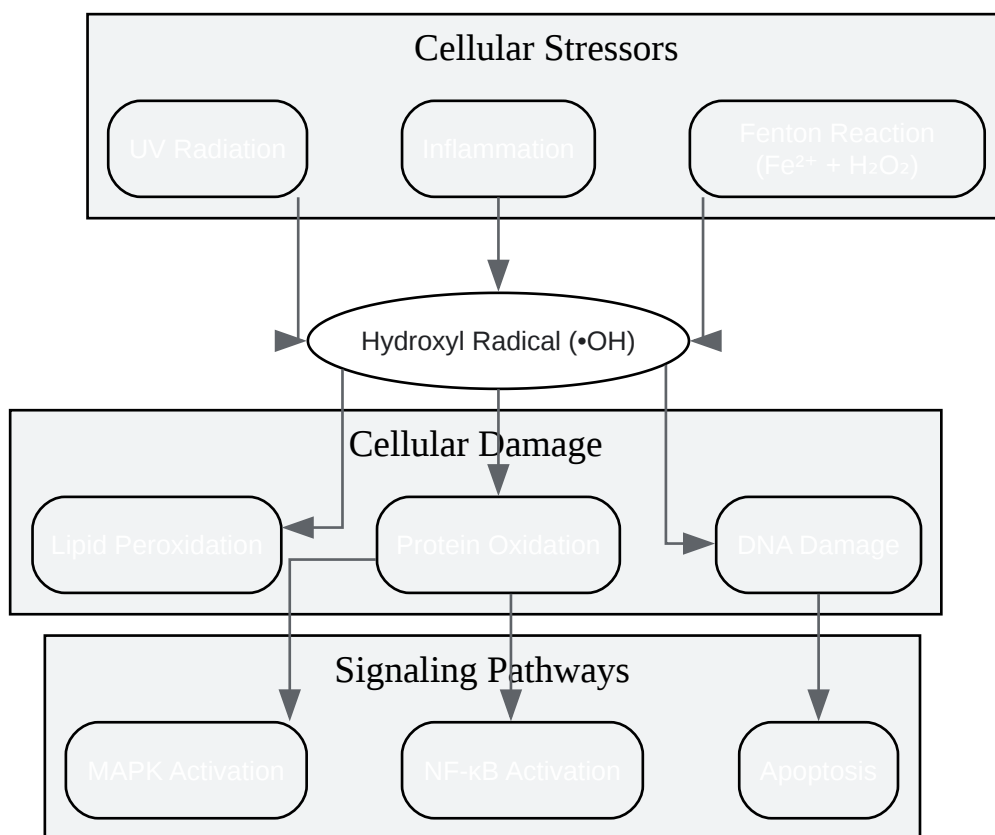 Cellular Stressors
UV Radiation
Inflammation
Fenton Reaction
(Fe²⁺ + H₂O₂)
Hydroxyl Radical (•OH)
Cellular Damage
Lipid Peroxidation
Protein Oxidation
DNA Damage
Signaling Pathways
MAPK Activation
NF-κB Activation
Apoptosis